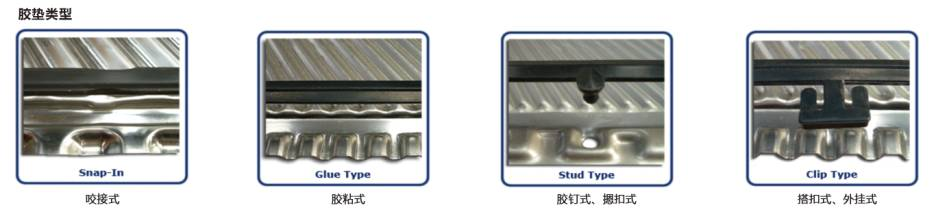 胶垫类型
Snap-In
Glue Type
Stud Type
Clip Type
咬接式
胶粘式
胶钉式、摁扣式
搭扣式、外挂式